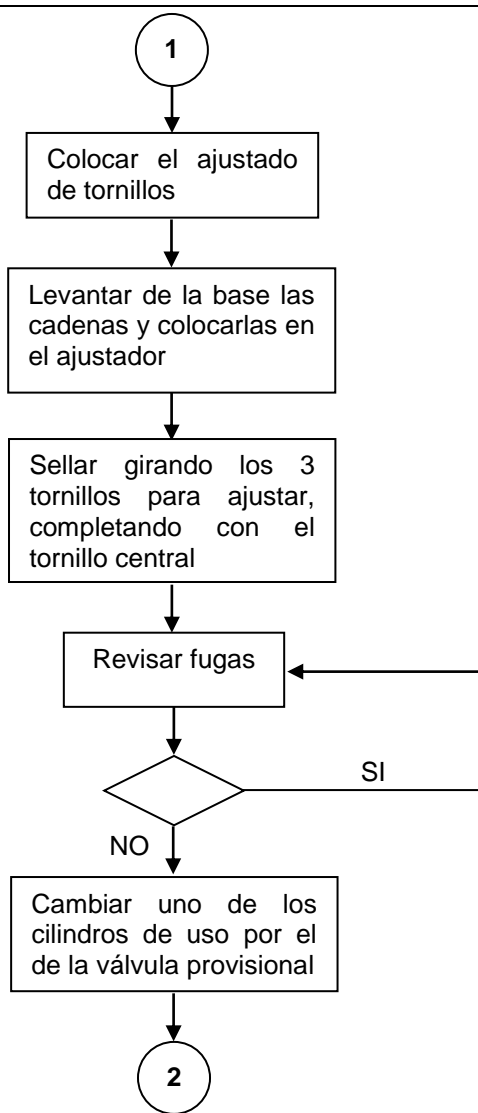 1
Colocar el ajustado
de tornillos
Levantar de la base las
cadenas y colocarlas en
el ajustador
Sellar girando los 3
tornillos para ajustar,
completando con el
tornillo central
Revisar fugas
SI
NO
Cambiar uno de los
cilindros de uso por el
de la válvula provisional
2